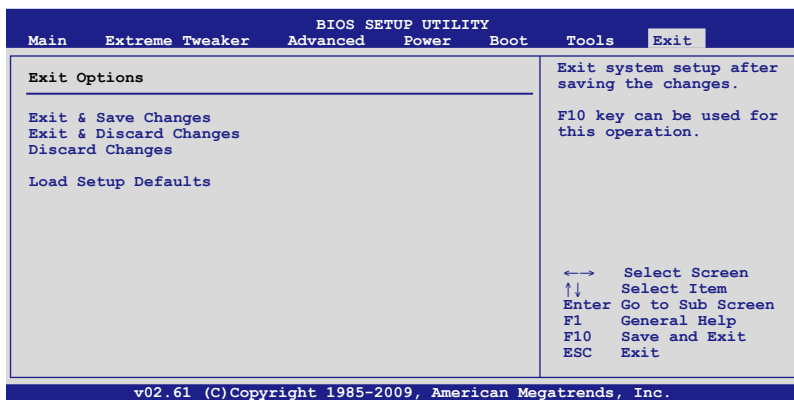 BIOS SETUP UTILITY
Main Extreme Tweaker Advanced Power Boot Tools Exit
Exit Options
Exit & Save Changes
Exit & Discard Changes
Discard Changes
Load Setup Defaults
Exit system setup after
saving the changes.
F10 key can be used for
this operation.
←→ Select Screen
↑↓ Select Item
Enter Go to Sub Screen
F1 General Help
F10 Save and Exit
ESC Exit
v02.61 (C)Copyright 1985-2009, American Megatrends, Inc.